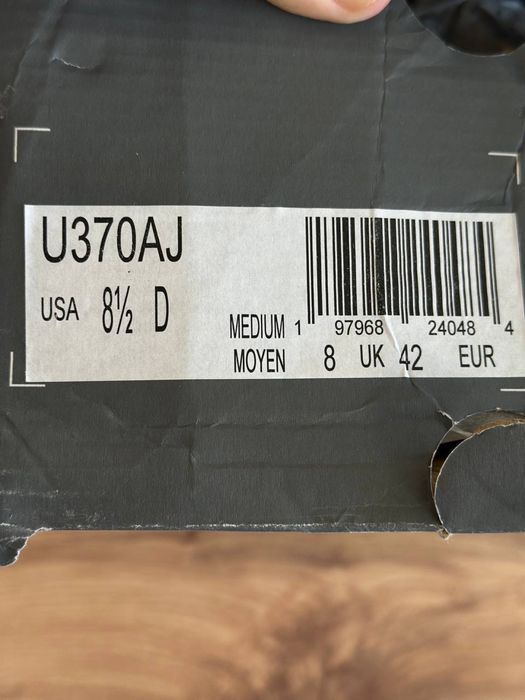 U370AJ
USA 8½ D
MEDIUM 1 97968 24048 4
MOYEN 8 UK 42 EUR